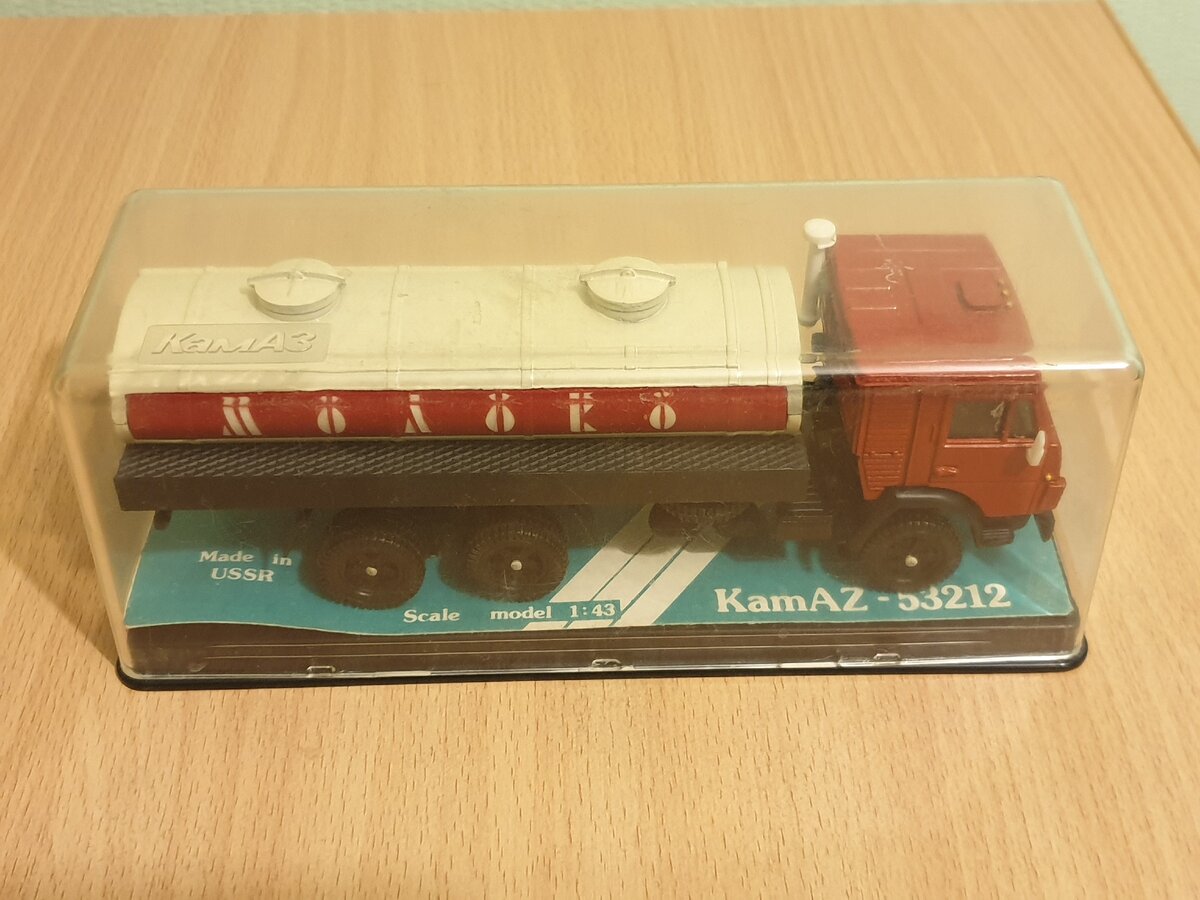 КамАЗ
МОЛОКО
Made in
USSR
Scale model 1:43
KamAZ - 53212